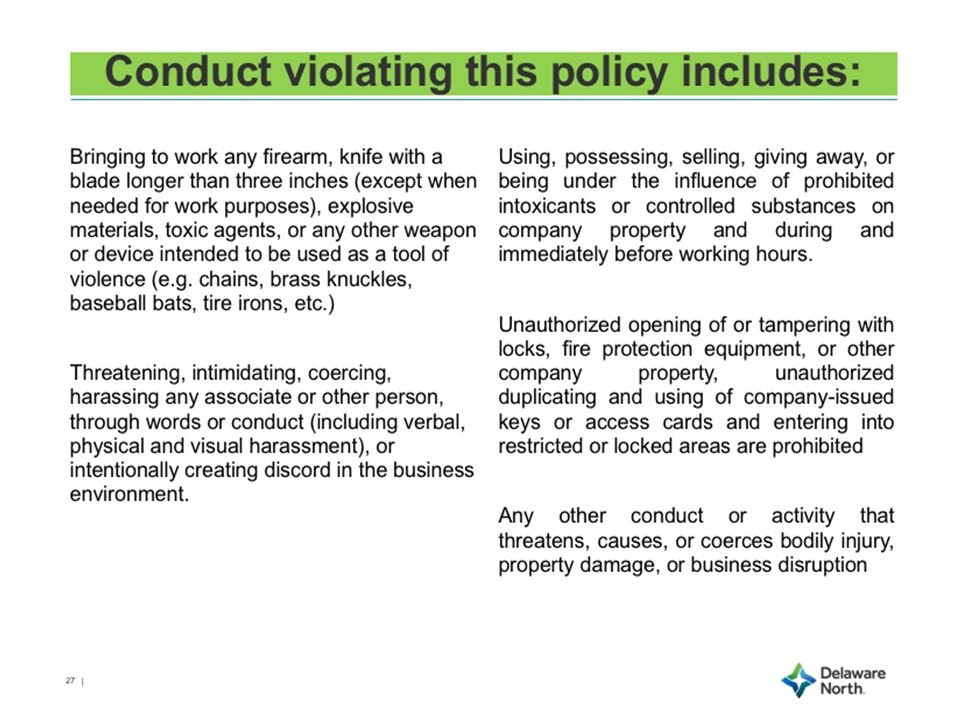 Conduct violating this policy includes:
Bringing to work any firearm, knife with a
blade longer than three inches (except when
needed for work purposes), explosive
materials, toxic agents, or any other weapon
or device intended to be used as a tool of
violence (e.g. chains, brass knuckles,
baseball bats, tire irons, etc.)
Threatening, intimidating, coercing,
harassing any associate or other person,
through words or conduct (including verbal,
physical and visual harassment), or
intentionally creating discord in the business
environment.
Using, possessing, selling, giving away, or
being under the influence of prohibited
intoxicants or controlled substances on
company property and during and
immediately before working hours.
Unauthorized opening of or tampering with
locks, fire protection equipment, or other
company property, unauthorized
duplicating and using of company-issued
keys or access cards and entering into
restricted or locked areas are prohibited
Any other conduct or activity that
threatens, causes, or coerces bodily injury,
property damage, or business disruption
27 |
Delaware
North.